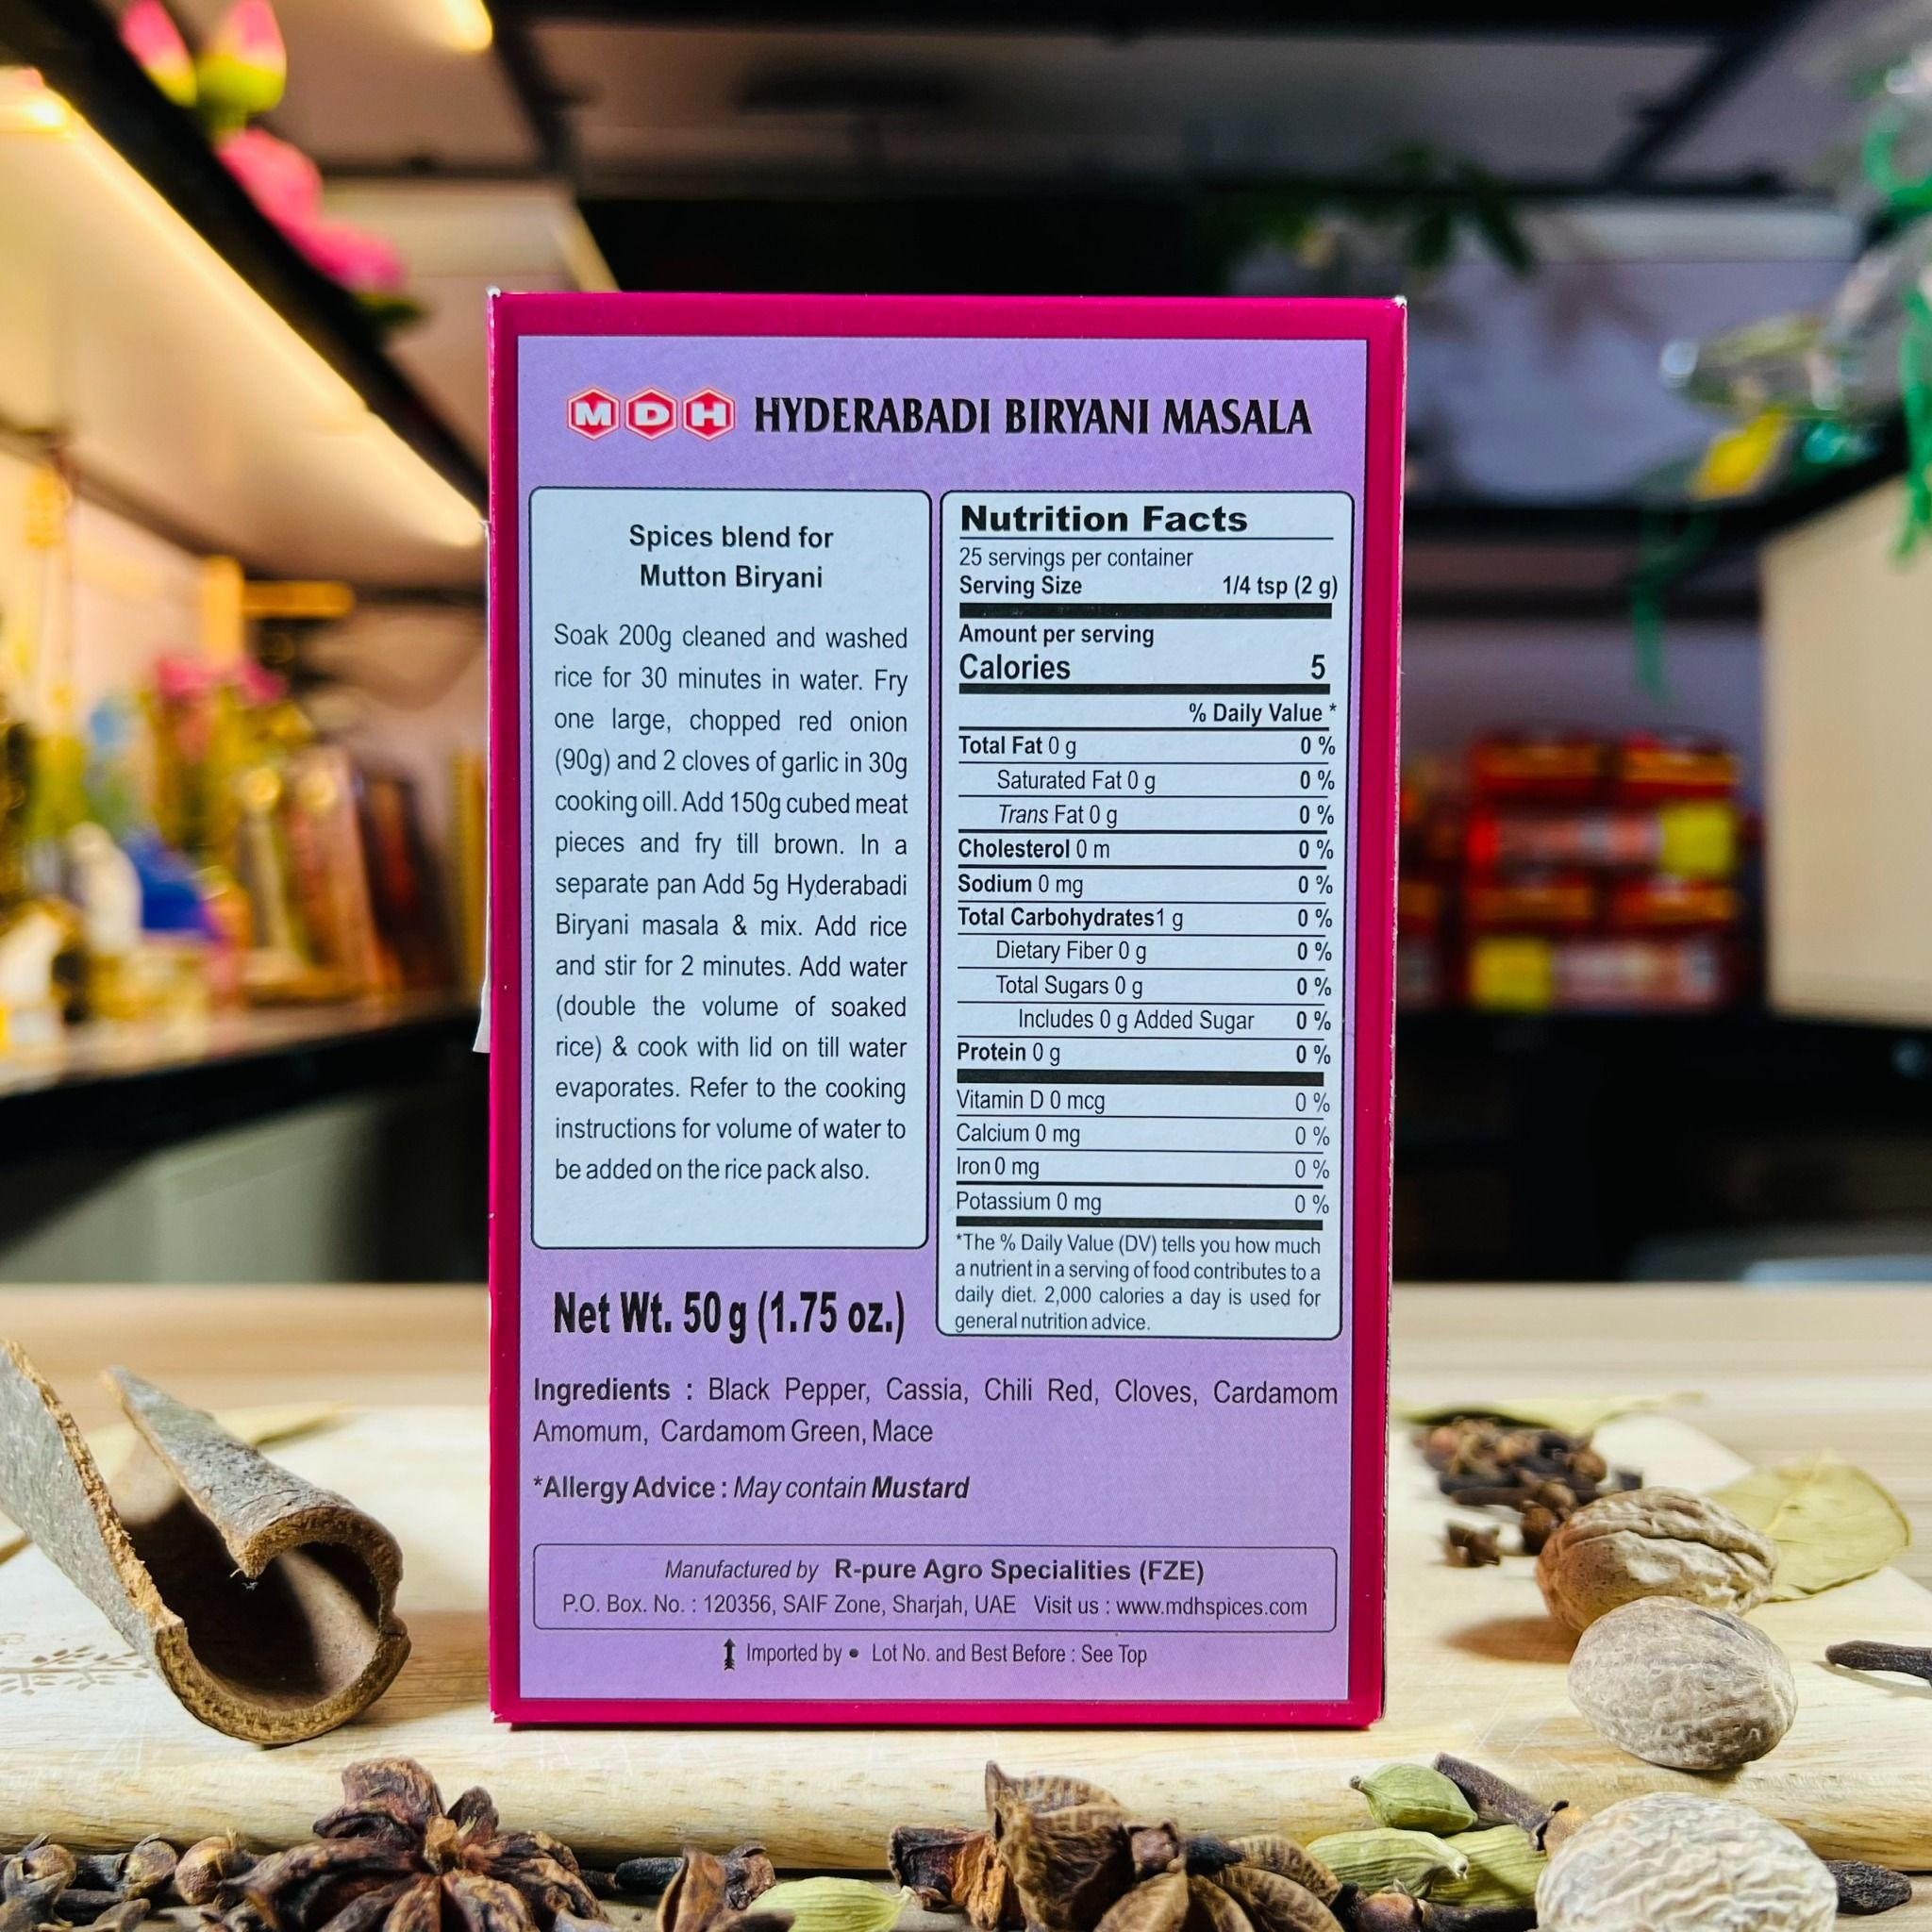 MDH HYDERABADI BIRYANI MASALA
Spices blend for
Mutton Biryani
Soak 200g cleaned and washed
rice for 30 minutes in water. Fry
one large, chopped red onion
(90g) and 2 cloves of garlic in 30g
cooking oill. Add 150g cubed meat
pieces and fry till brown. In a
separate pan Add 5g Hyderabadi
Biryani masala & mix. Add rice
and stir for 2 minutes. Add water
(double the volume of soaked
rice) & cook with lid on till water
evaporates. Refer to the cooking
instructions for volume of water to
be added on the rice pack also.
Net Wt. 50 g (1.75 oz.)
Nutrition Facts
25 servings per container
Serving Size 1/4 tsp (2 g)
Amount per serving
Calories 5
% Daily Value *
Total Fat 0 g 0 %
Saturated Fat 0 g 0 %
Trans Fat 0 g 0 %
Cholesterol 0 m 0 %
Sodium 0 mg 0 %
Total Carbohydrates1 g 0 %
Dietary Fiber 0 g 0 %
Total Sugars 0 g 0 %
Includes 0 g Added Sugar 0 %
Protein 0 g 0 %
Vitamin D 0 mcg 0 %
Calcium 0 mg 0 %
Iron 0 mg 0 %
Potassium 0 mg 0 %
*The % Daily Value (DV) tells you how much
a nutrient in a serving of food contributes to a
daily diet. 2,000 calories a day is used for
general nutrition advice.
Ingredients : Black Pepper, Cassia, Chili Red, Cloves, Cardamom
Amomum, Cardamom Green, Mace
*Allergy Advice : May contain Mustard
Manufactured by R-pure Agro Specialities (FZE)
P.O. Box. No. : 120356, SAIF Zone, Sharjah, UAE Visit us : www.mdhspices.com
Imported by • Lot No. and Best Before : See Top